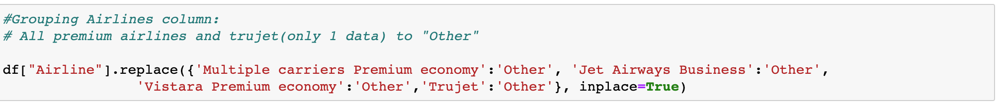 #Grouping Airlines column:
# All premium airlines and trujet(only 1 data) to "Other"
df["Airline"].replace({'Multiple carriers Premium economy':'Other', 'Jet Airways Business':'Other',
'Vistara Premium economy':'Other','Trujet':'Other'}, inplace=True)